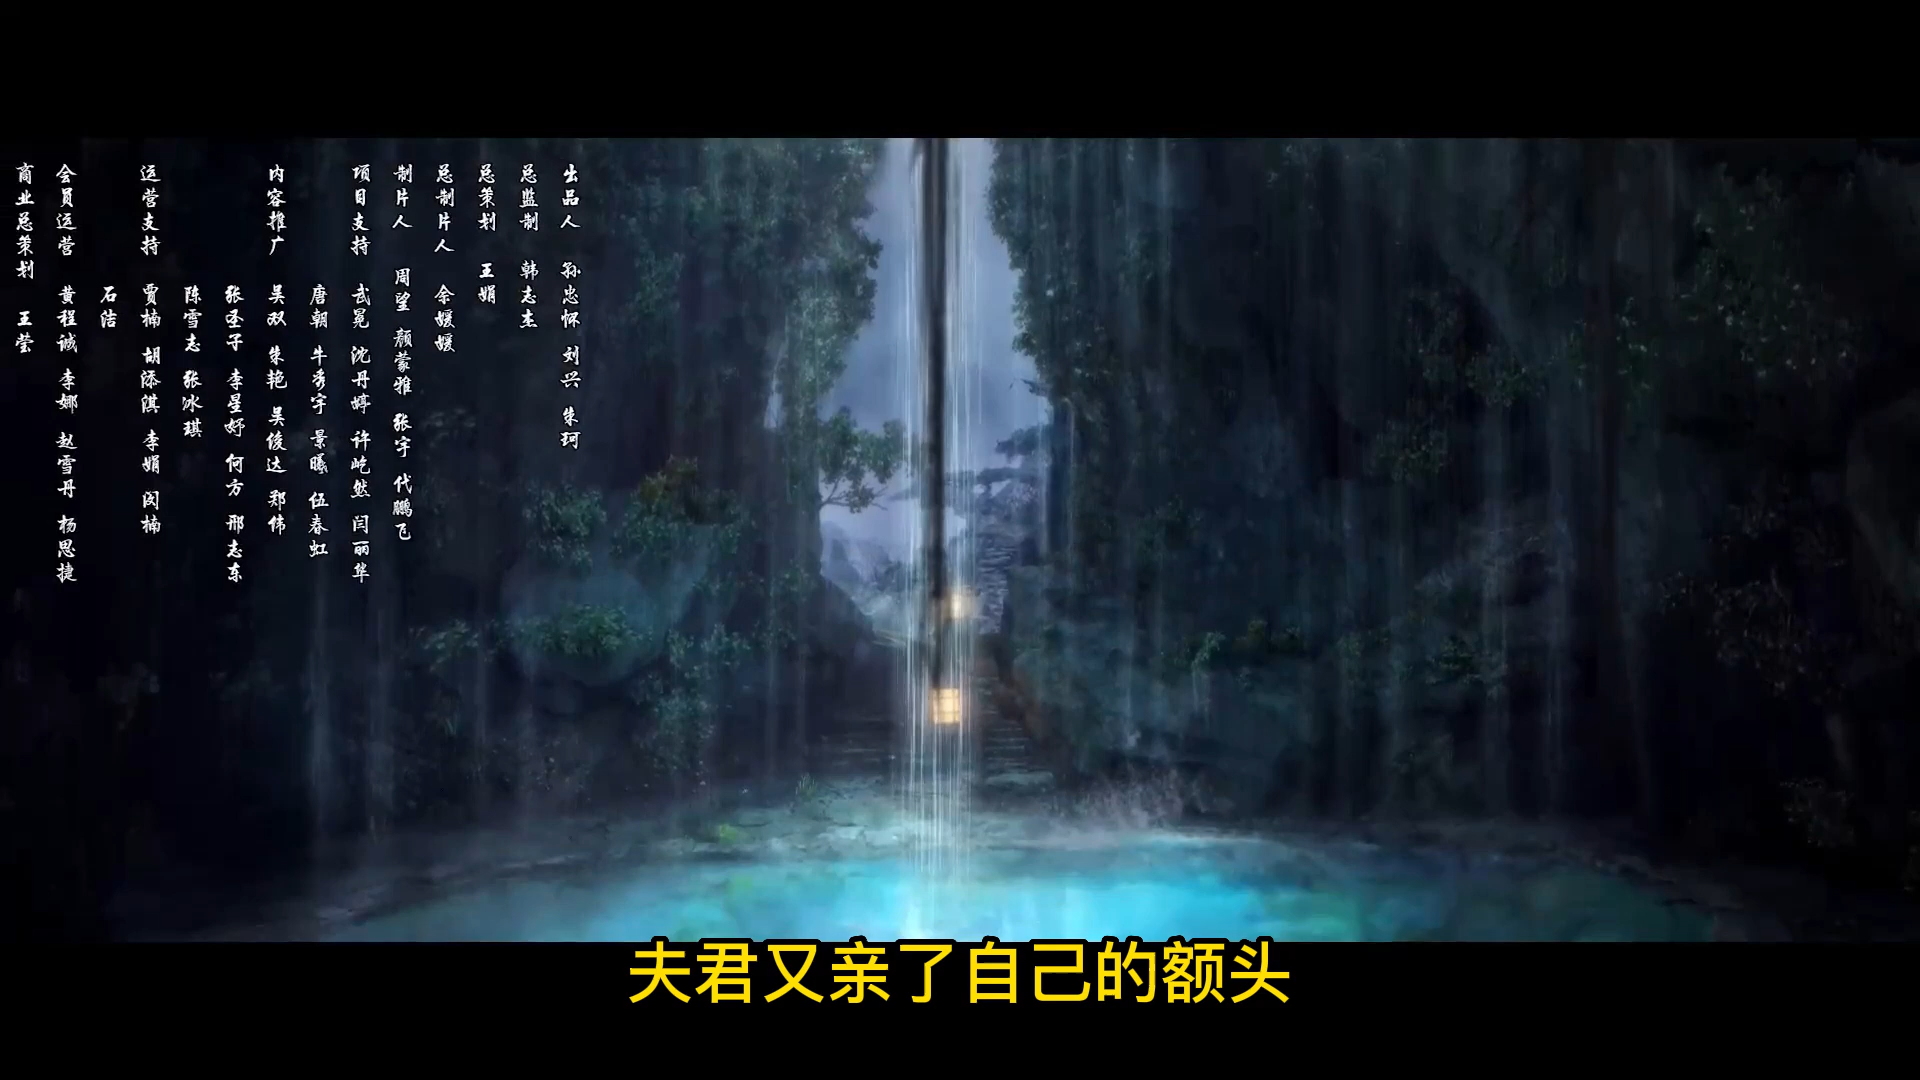 出品人 孙忠怀 刘兴 朱珂
总监制 韩志杰
总策划 王娟
总制片人 余媛媛
制片人 周望 颜蒙雅 张宇 代鹏飞
项目支持 武晃 沈丹婷 许屹然 闫丽华
唐朝 牛秀宇 景曦 伍春虹
内容推广 吴双 朱艳 吴俊达 郑伟
张圣子 李星妤 何方 邢志东
陈雪志 张冰琪
运营支持 贾楠 胡添淇 李娟 闵楠
石洁
会员运营 黄程诚 李娜 赵雪丹 杨思捷
商业总策划 王莹
夫君又亲了自己的额头